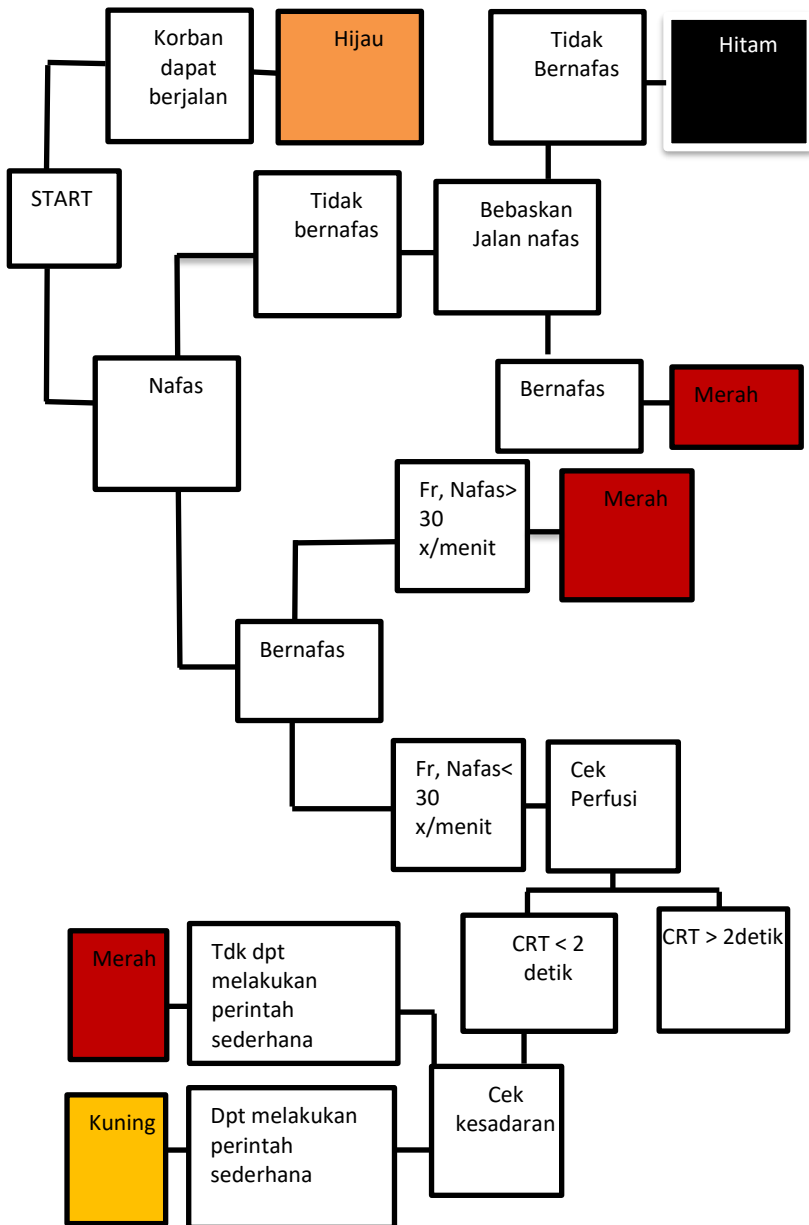 Korban
dapat
berjalan
Hijau
Tidak
Bernafas
Hitam
START
Tidak
bernafas
Bebaskan
Jalan nafas
Nafas
Bernafas
Merah
Fr, Nafas>
30
x/menit
Merah
Bernafas
Fr, Nafas<
30
x/menit
Cek
Perfusi
CRT < 2
detik
CRT > 2detik
Merah
Tdk dpt
melakukan
perintah
sederhana
Cek
kesadaran
Kuning
Dpt melakukan
perintah
sederhana